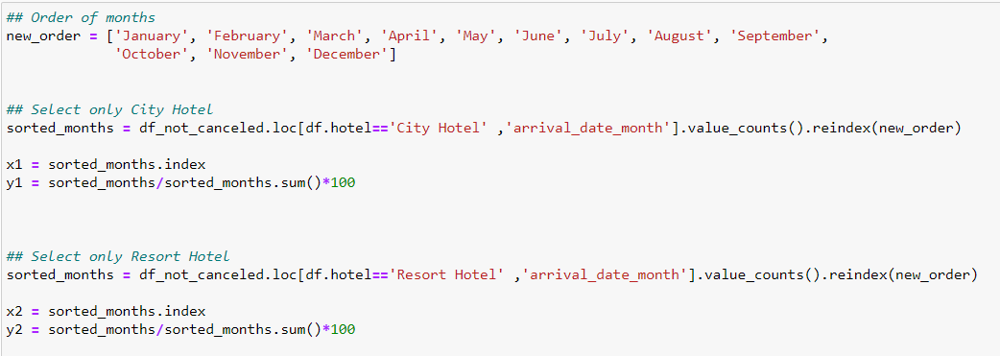 ## Order of months
new_order = ['January', 'February', 'March', 'April', 'May', 'June', 'July', 'August', 'September',
'October', 'November', 'December']
## Select only City Hotel
sorted_months = df_not_canceled.loc[df.hotel=='City Hotel' ,'arrival_date_month'].value_counts().reindex(new_order)
x1 = sorted_months.index
y1 = sorted_months/sorted_months.sum()*100
## Select only Resort Hotel
sorted_months = df_not_canceled.loc[df.hotel=='Resort Hotel' ,'arrival_date_month'].value_counts().reindex(new_order)
x2 = sorted_months.index
y2 = sorted_months/sorted_months.sum()*100